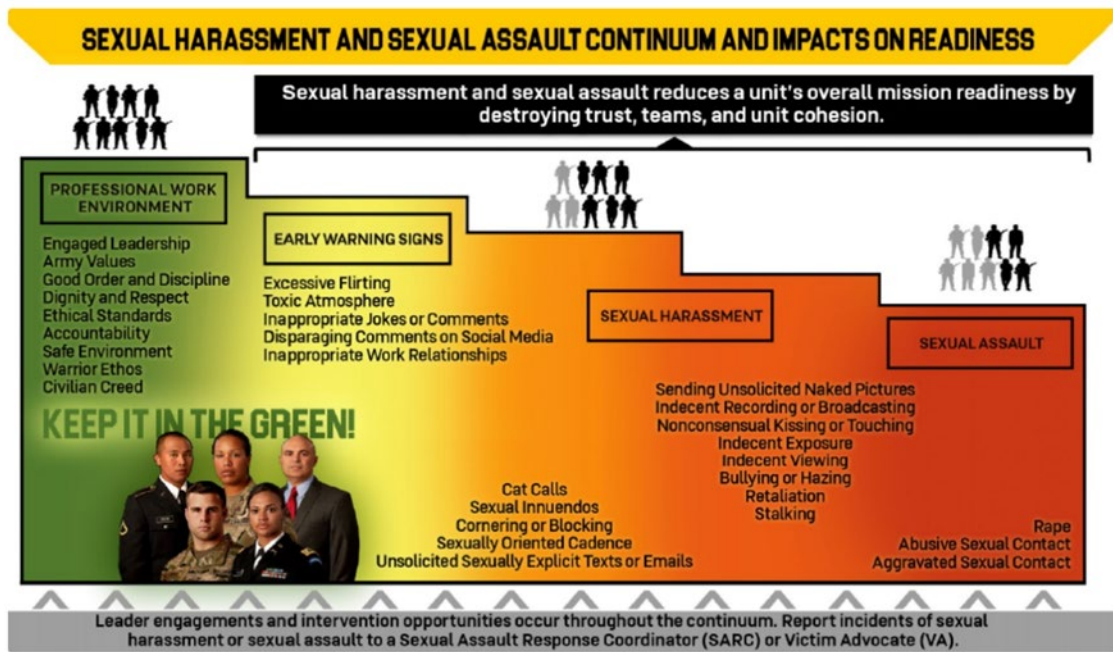 SEXUAL HARASSMENT AND SEXUAL ASSAULT CONTINUUM AND IMPACTS ON READINESS
Sexual harassment and sexual assault reduces a unit's overall mission readiness by
destroying trust, teams, and unit cohesion.
PROFESSIONAL WORK
ENVIRONMENT
Engaged Leadership
Army Values
Good Order and Discipline
Dignity and Respect
Ethical Standards
Accountability
Safe Environment
Warrior Ethos
Civilian Creed
KEEP IT IN THE GREEN!
EARLY WARNING SIGNS
Excessive Flirting
Toxic Atmosphere
Inappropriate Jokes or Comments
Disparaging Comments on Social Media
Inappropriate Work Relationships
Cat Calls
Sexual Innuendos
Cornering or Blocking
Sexually Oriented Cadence
Unsolicited Sexually Explicit Texts or Emails
SEXUAL HARASSMENT
Sending Unsolicited Naked Pictures
Indecent Recording or Broadcasting
Nonconsensual Kissing or Touching
Indecent Exposure
Indecent Viewing
Bullying or Hazing
Retaliation
Stalking
SEXUAL ASSAULT
Rape
Abusive Sexual Contact
Aggravated Sexual Contact
Leader engagements and intervention opportunities occur throughout the continuum. Report incidents of sexual
harassment or sexual assault to a Sexual Assault Response Coordinator (SARC) or Victim Advocate (VA).